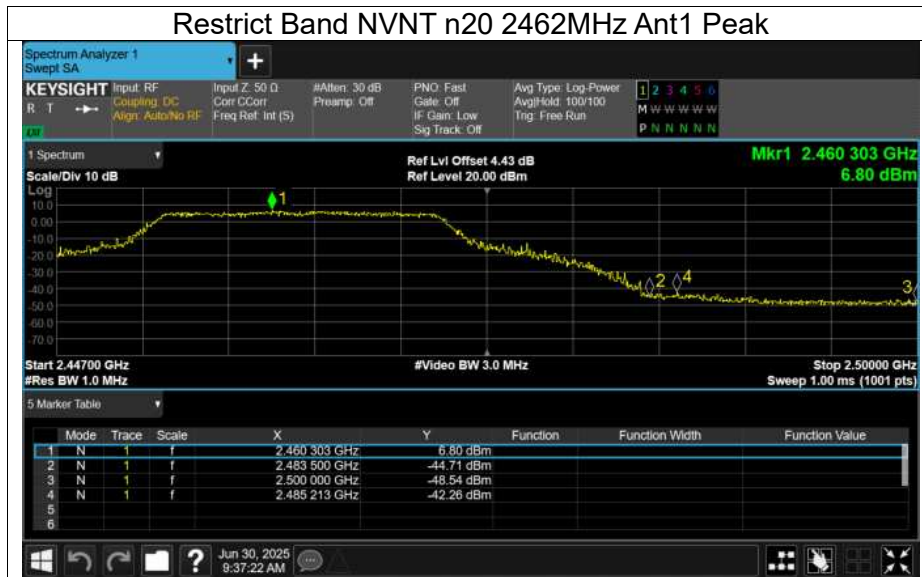 Restrict Band NVNT n20 2462MHz Ant1 Peak
Spectrum Analyzer 1
Swept SA
+
KEYSIGHT Input: RF Input Z: 50 Ω #Atten: 30 dB PNO: Fast Avg Type: Log-Power 1 2 3 4 5 6
R T Coupling: DC Corr CCorr Preamp: Off Gate: Off Avg|Hold: 100/100 M W W W W W
Align: Auto/No RF Freq Ref: Int (S) IF Gain: Low Trig: Free Run
Sig Track: Off P N N N N N
1 Spectrum Ref Lvl Offset 4.43 dB Mkr1 2.460 303 GHz
Scale/Div 10 dB Ref Level 20.00 dBm 6.80 dBm
Log
10.0
0.00
-10.0
-20.0
-30.0
-40.0
-50.0
-60.0
-70.0
1
2
4
3
Start 2.44700 GHz #Video BW 3.0 MHz Stop 2.50000 GHz
#Res BW 1.0 MHz Sweep 1.00 ms (1001 pts)
5 Marker Table
Mode Trace Scale X Y Function Function Width Function Value
1 N 1 f 2.460 303 GHz 6.80 dBm
2 N 1 f 2.483 500 GHz -44.71 dBm
3 N 1 f 2.500 000 GHz -48.54 dBm
4 N 1 f 2.485 213 GHz -42.26 dBm
5
6
? Jun 30, 2025
9:37:22 AM